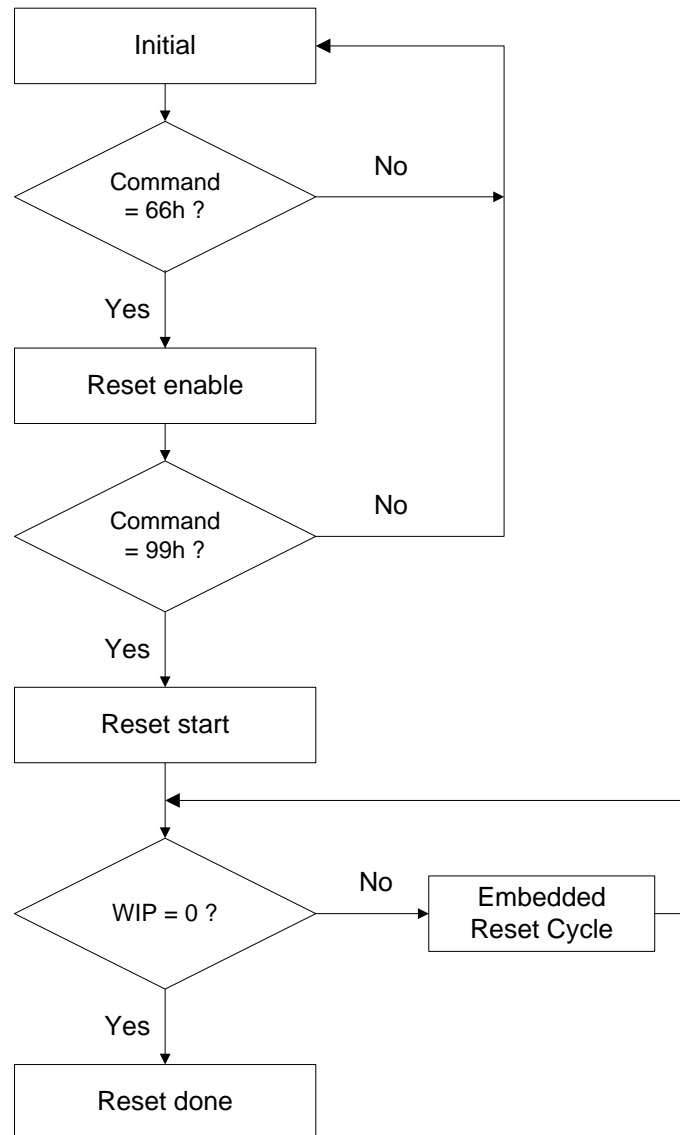 Initial
Command
= 66h ?
No
Yes
Reset enable
Command
= 99h ?
No
Yes
Reset start
WIP = 0 ?
No
Embedded
Reset Cycle
Yes
Reset done